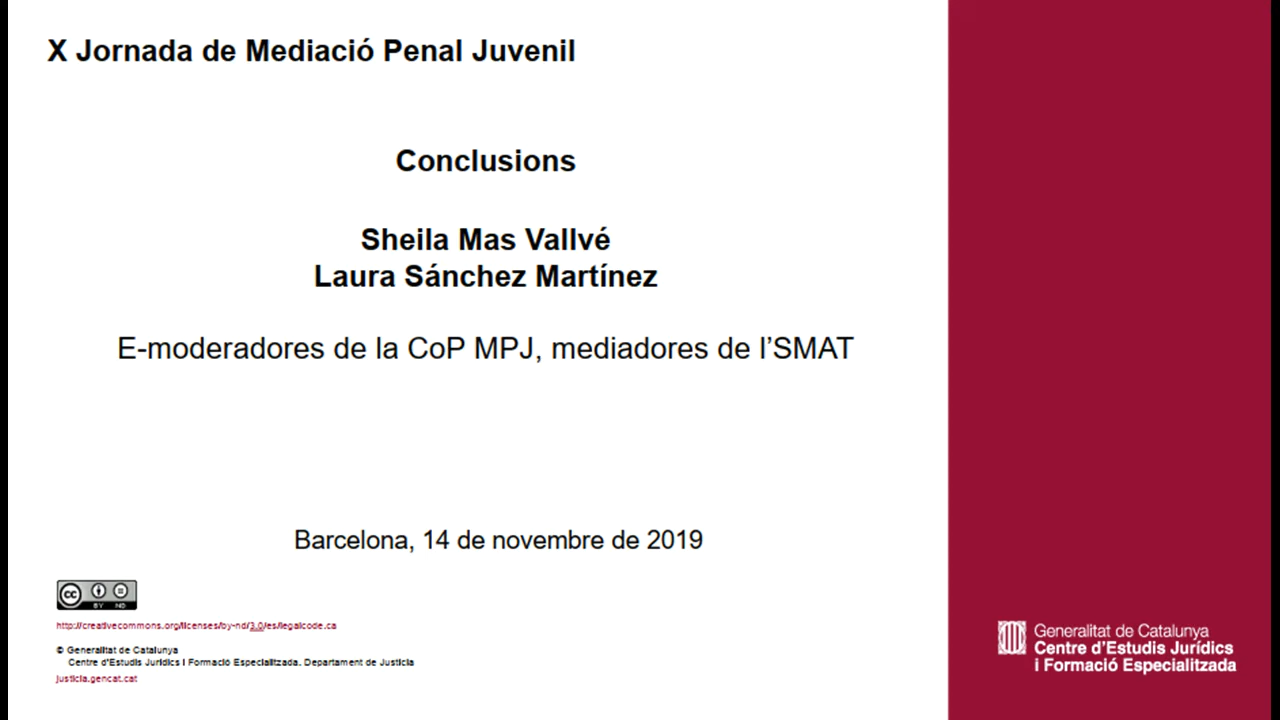 X Jornada de Mediació Penal Juvenil
Conclusions
Sheila Mas Vallvé
Laura Sánchez Martínez
E-moderadores de la CoP MPJ, mediadores de l’SMAT
Barcelona, 14 de novembre de 2019
cc
BY ND
http://creativecommons.org/licenses/by-nd/3.0/es/legalcode.ca
© Generalitat de Catalunya
Centre d'Estudis Jurídics i Formació Especialitzada. Departament de Justícia
justicia.gencat.cat
Generalitat de Catalunya
Centre d'Estudis Jurídics
i Formació Especialitzada